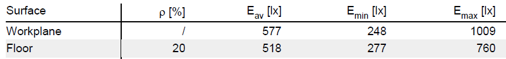 Surface ρ [%] Eav [lx] Emin [lx] Emax [lx]
Workplane / 577 248 1009
Floor 20 518 277 760